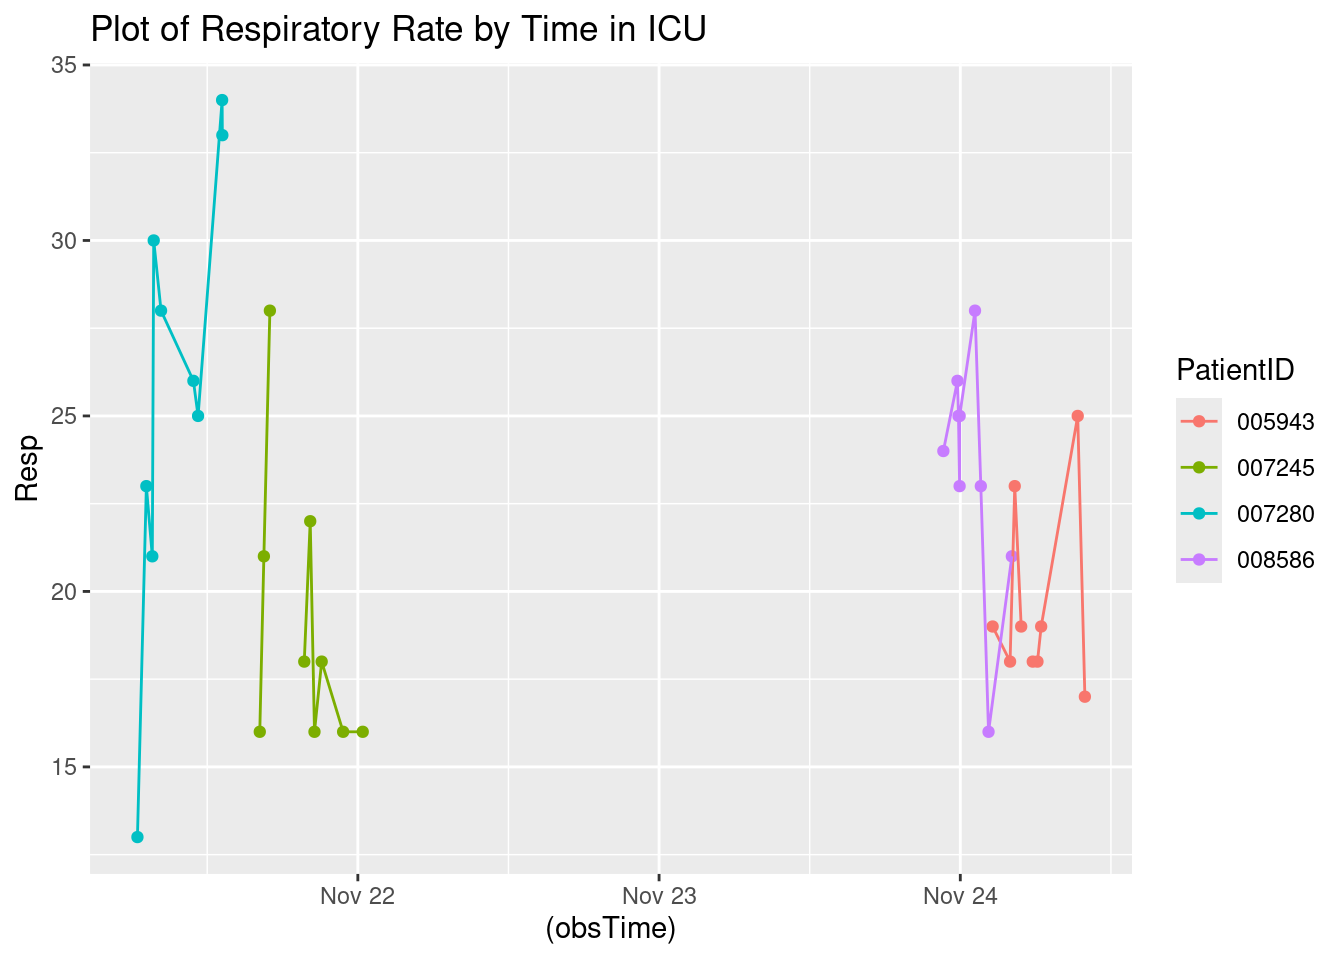 Plot of Respiratory Rate by Time in ICU
35
30
25
20
15
Resp
Nov 22
Nov 23
Nov 24
(obsTime)
PatientID
005943
007245
007280
008586